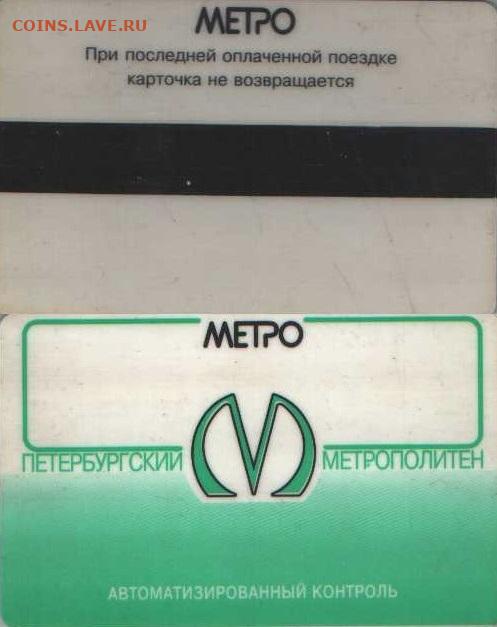 COINS.LAVE.RU
МЕТРО
При последней оплаченной поездке
карточка не возвращается
МЕТРО
ПЕТЕРБУРГСКИЙ МЕТРОПОЛИТЕН
АВТОМАТИЗИРОВАННЫЙ КОНТРОЛЬ